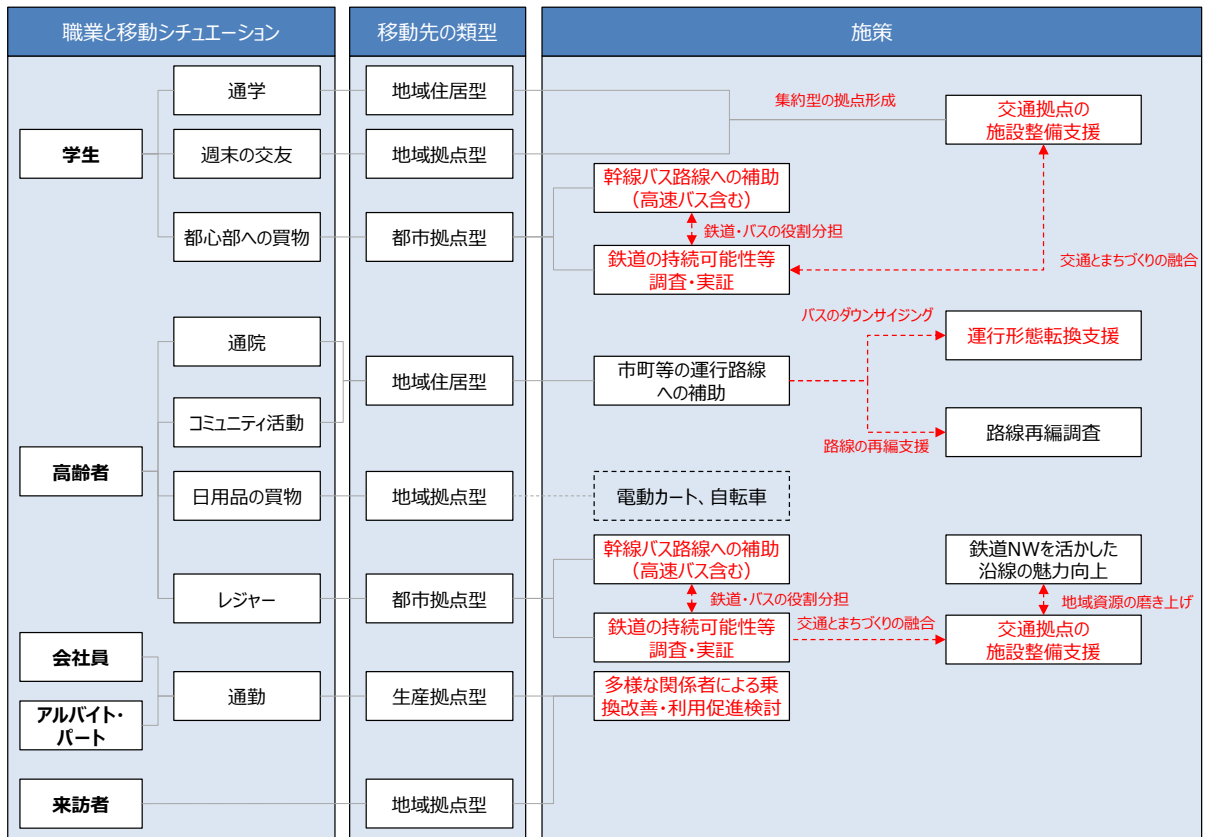 職業と移動シチュエーション
移動先の類型
施策
学生
通学
週末の交友
都心部への買物
地域住居型
地域拠点型
都市拠点型
集約型の拠点形成
交通拠点の
施設整備支援
幹線バス路線への補助
（高速バス含む）
鉄道・バスの役割分担
鉄道の持続可能性等
調査・実証
交通とまちづくりの融合
高齢者
通院
コミュニティ活動
日用品の買物
レジャー
地域住居型
地域拠点型
都市拠点型
市町等の運行路線
への補助
バスのダウンサイジング
運行形態転換支援
路線の再編支援
路線再編調査
電動カート、自転車
幹線バス路線への補助
（高速バス含む）
鉄道・バスの役割分担
鉄道の持続可能性等
調査・実証
交通とまちづくりの融合
鉄道NWを活かした
沿線の魅力向上
地域資源の磨き上げ
交通拠点の
施設整備支援
会社員
アルバイト・
パート
通勤
生産拠点型
多様な関係者による乗
換改善・利用促進検討
来訪者
地域拠点型